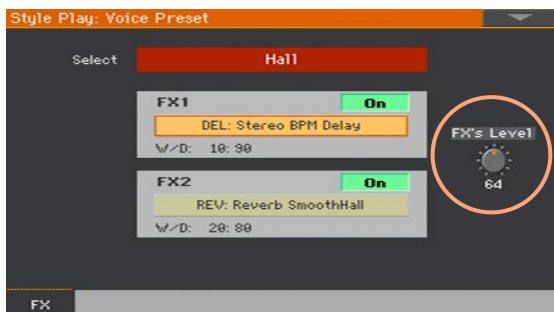 Style Play: Voice Preset
Select
Hall
FX1
On
DEL: Stereo BPM Delay
W/D: 10:90
FX2
On
REV: Reverb SmoothHall
W/D: 20:80
FX's Level
64
FX